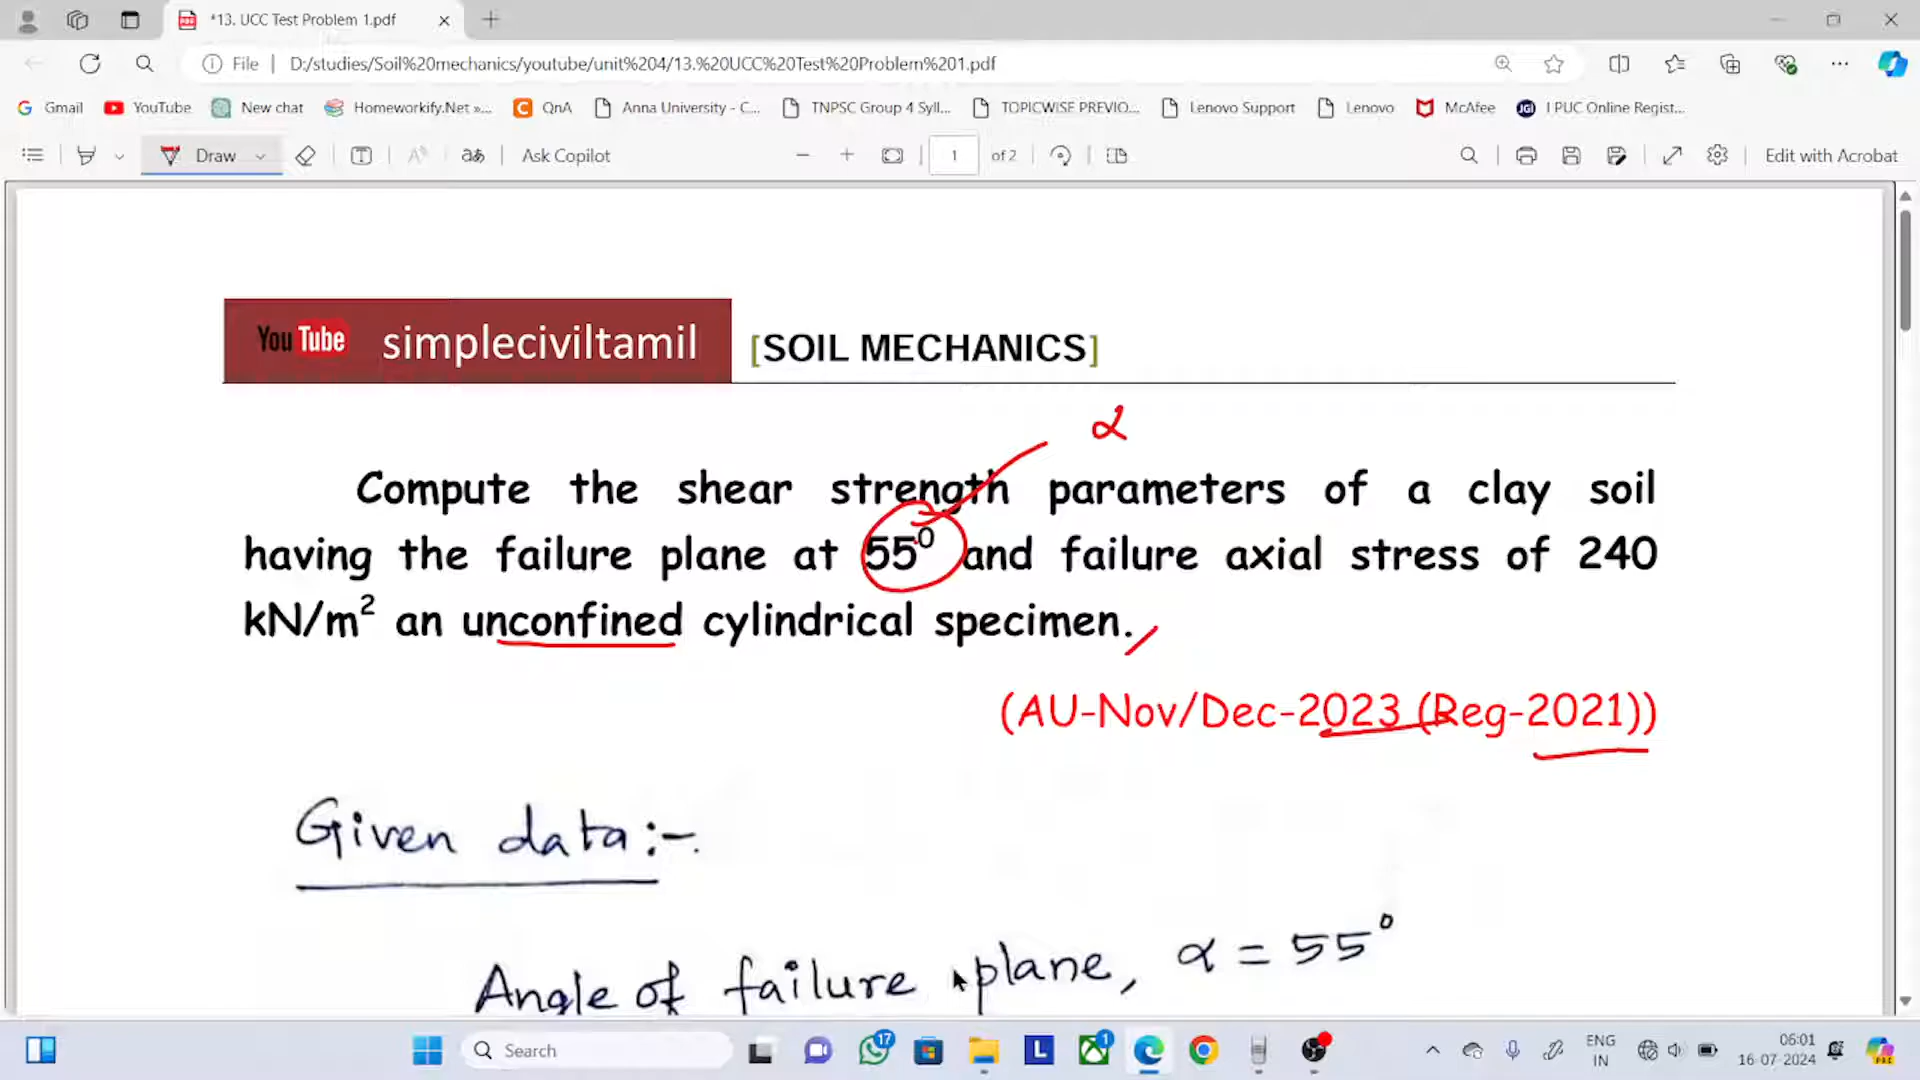 *13. UCC Test Problem 1.pdf
File D:/studies/Soil%20mechanics/youtube/unit%204/13.%20UCC%20Test%20Problem%201.pdf
Gmail YouTube New chat Homeworkify.Net »... QnA Anna University - C... TNPSC Group 4 Syll... TOPICWISE PREVIO... Lenovo Support Lenovo McAfee I PUC Online Regist...
Draw Ask Copilot 1 of 2 Edit with Acrobat
YouTube simpleciviltamil [SOIL MECHANICS]
α
Compute the shear strength parameters of a clay soil
having the failure plane at 55⁰ and failure axial stress of 240
kN/m² an unconfined cylindrical specimen.
(AU-Nov/Dec-2023 (Reg-2021))
Given data:-
Angle of failure plane, α = 55°
Search 17 L 1 ENG IN 06:01
16-07-2024